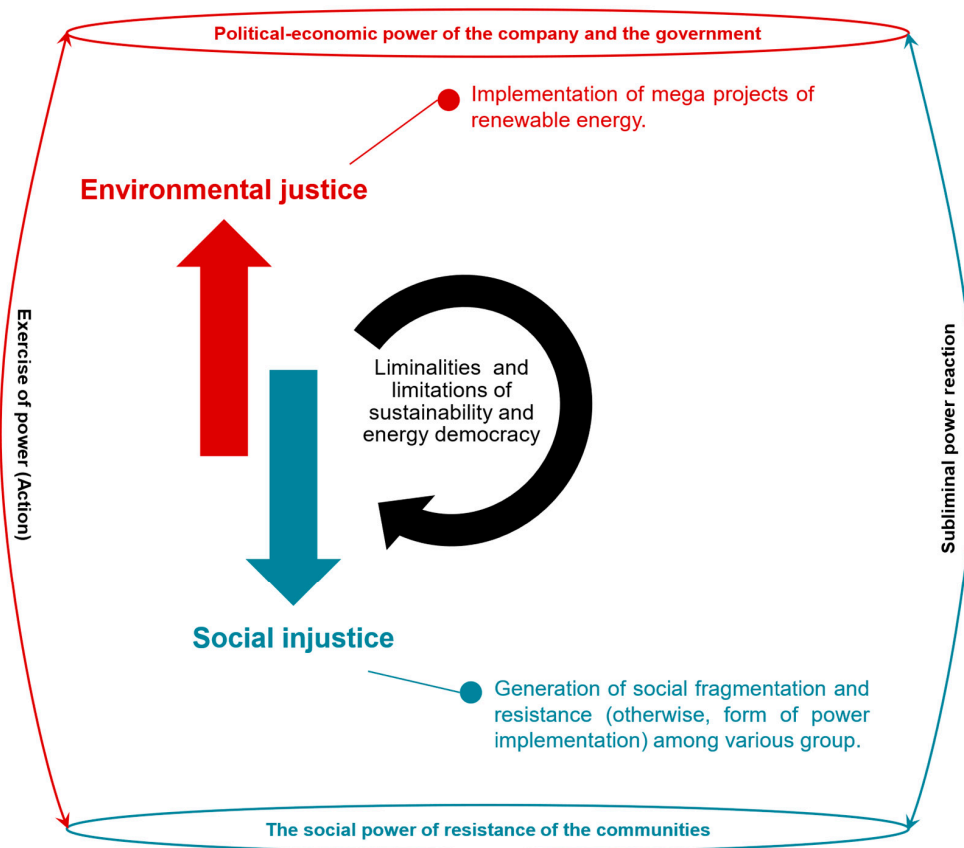 Political-economic power of the company and the government
Implementation of mega projects of
renewable energy.
Environmental justice
Exercise of power (Action)
Liminalities and
limitations of
sustainability and
energy democracy
Subliminal power reaction
Social injustice
Generation of social fragmentation and
resistance (otherwise, form of power
implementation) among various group.
The social power of resistance of the communities